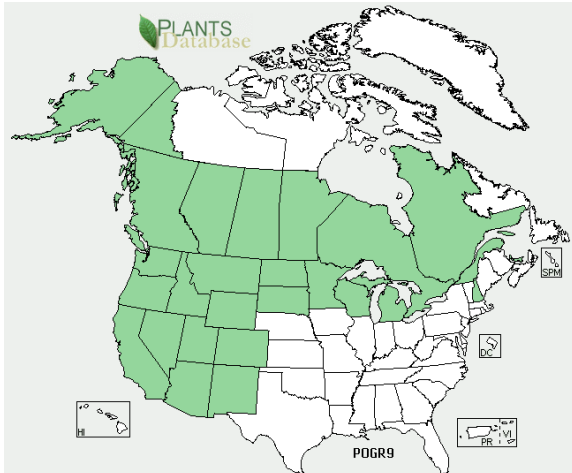 PLANTS
Database
SPM
DC
HI
PR VI
POGR9